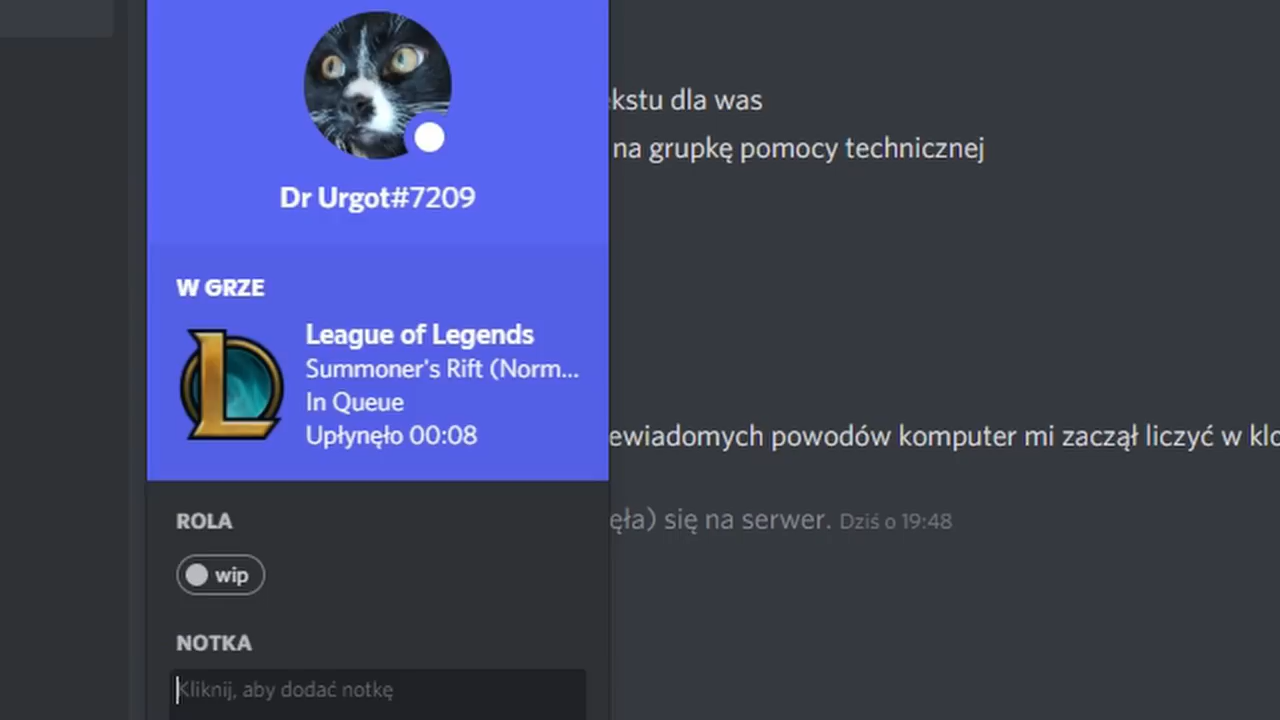 Dr Urgot#7209
W GRZE
League of Legends
Summoner's Rift (Norm...
In Queue
Upłynęło 00:08
ROLA
wip
NOTKA
Kliknij, aby dodać notkę
kstu dla was
na grupkę pomocy technicznej
ewiadomych powodów komputer mi zaczął liczyć w klo
ęła) się na serwer. Dziś o 19:48